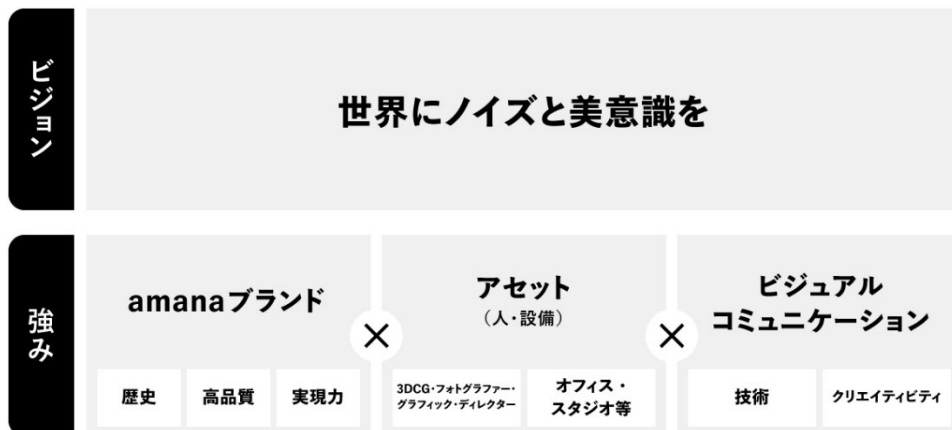 ビジョン
世界にノイズと美意識を
強み
amanaブランド
歴史
高品質
実現力
×
アセット
（人・設備）
3DCG・フォトグラファー・
グラフィック・ディレクター
オフィス・
スタジオ等
×
ビジュアル
コミュニケーション
技術
クリエイティビティ